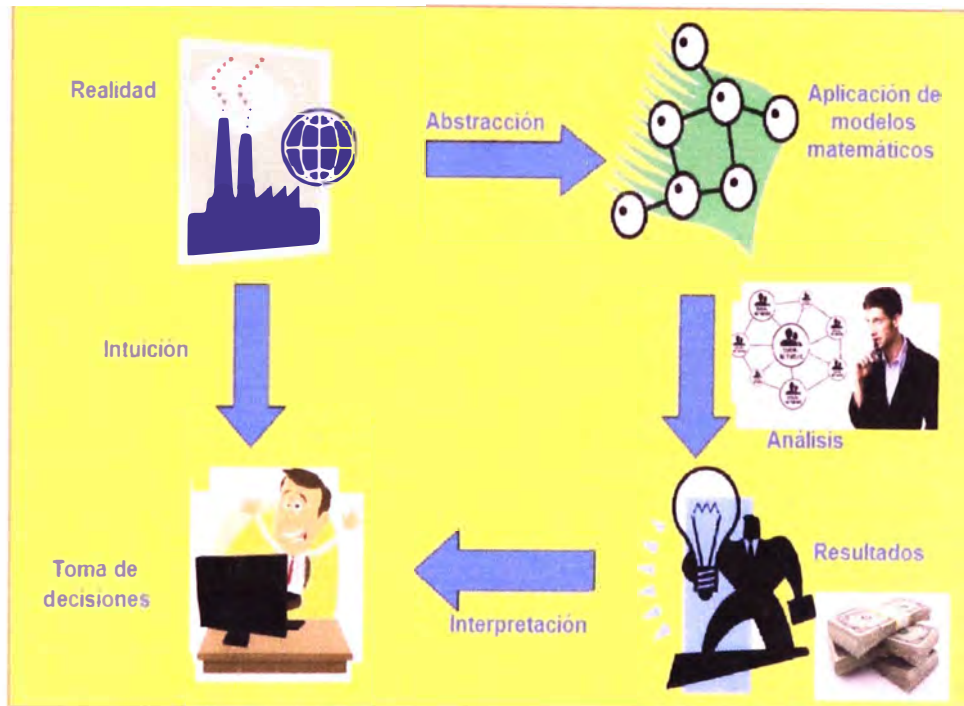 Realidad
Abstracción
Aplicación de
modelos
matemáticos
Intuición
Análisis
Toma de
decisiones
Interpretación
Resultados